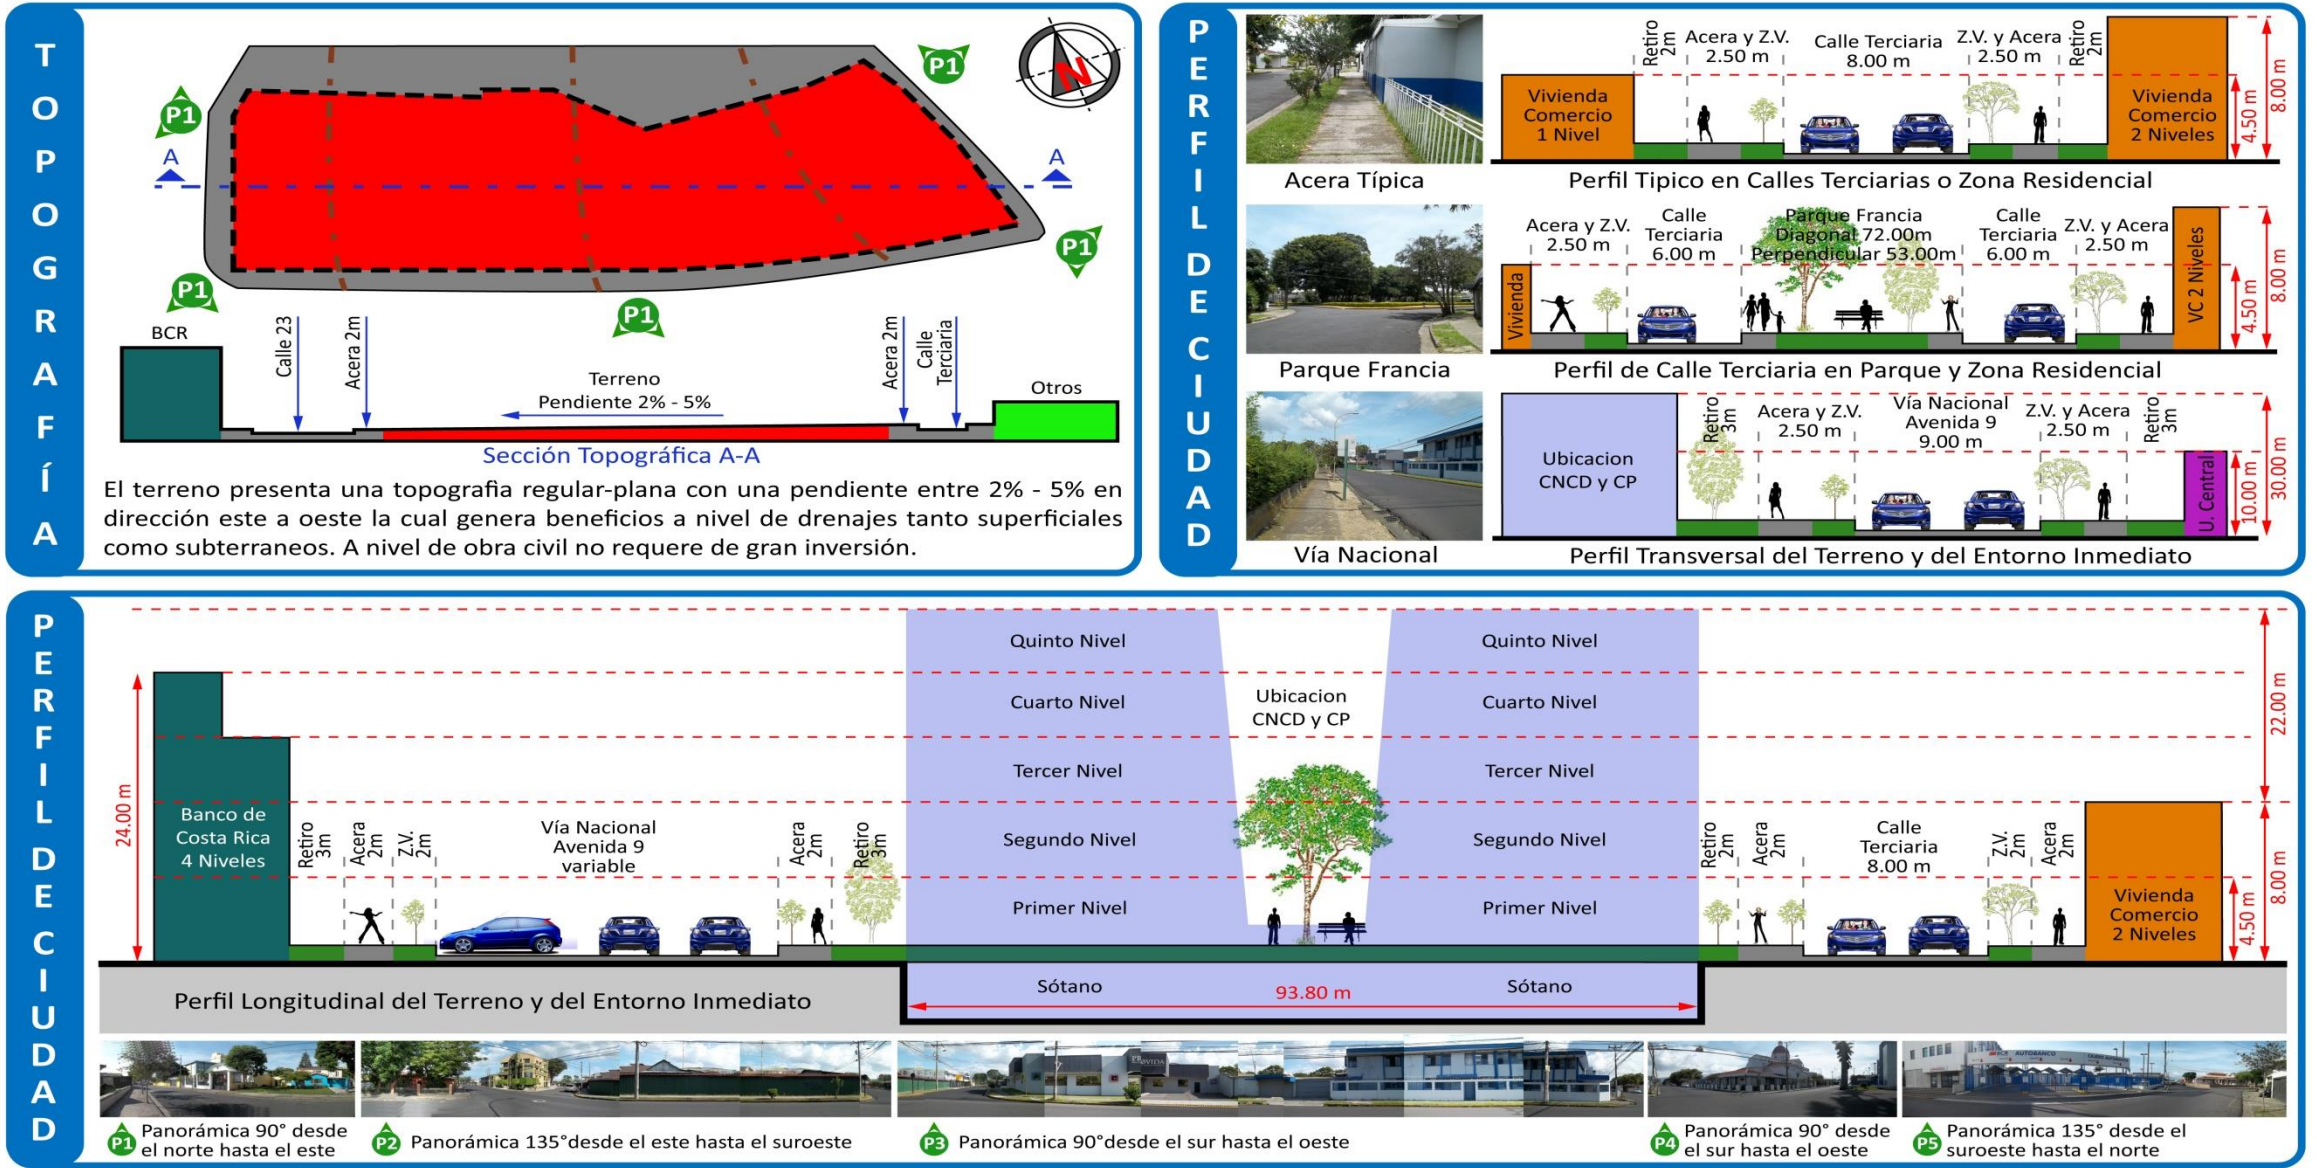 TOPOGRAFÍA
P1
P1
N
A
A
P1
P1
P1
BCR
Calle 23
Acera 2m
Terreno
Pendiente 2% - 5%
Acera 2m
Calle
Terciaria
Otros
Sección Topográfica A-A
El terreno presenta una topografia regular-plana con una pendiente entre 2% - 5% en
dirección este a oeste la cual genera beneficios a nivel de drenajes tanto superficiales
como subterraneos. A nivel de obra civil no requere de gran inversión.
PERFIL DE CIUDAD
Acera Típica
Retiro
2m
Acera y Z.V.
2.50 m
Calle Terciaria
8.00 m
Z.V. y Acera
2.50 m
Retiro
2m
Vivienda
Comercio
1 Nivel
Vivienda
Comercio
2 Niveles
4.50 m
8.00 m
Perfil Tipico en Calles Terciarias o Zona Residencial
Parque Francia
Acera y Z.V.
2.50 m
Calle
Terciaria
6.00 m
Parque Francia
Diagonal 72.00m
Perpendicular 53.00m
Calle
Terciaria
6.00 m
Z.V. y Acera
2.50 m
Vivienda
VC 2 Niveles
4.50 m
8.00 m
Perfil de Calle Terciaria en Parque y Zona Residencial
Vía Nacional
Ubicacion
CNCD y CP
Retiro
3m
Acera y Z.V.
2.50 m
Vía Nacional
Avenida 9
9.00 m
Z.V. y Acera
2.50 m
Retiro
3m
U. Central
10.00 m
30.00 m
Perfil Transversal del Terreno y del Entorno Inmediato
PERFIL DE CIUDAD
24.00 m
Banco de
Costa Rica
4 Niveles
Retiro
3m
Acera
2m
Z.V.
2m
Vía Nacional
Avenida 9
variable
Acera
2m
Retiro
3m
Quinto Nivel
Cuarto Nivel
Tercer Nivel
Segundo Nivel
Primer Nivel
Sótano
Ubicacion
CNCD y CP
93.80 m
Quinto Nivel
Cuarto Nivel
Tercer Nivel
Segundo Nivel
Primer Nivel
Sótano
Retiro
2m
Acera
2m
Calle
Terciaria
8.00 m
Z.V.
2m
Acera
2m
Vivienda
Comercio
2 Niveles
4.50 m
8.00 m
22.00 m
Perfil Longitudinal del Terreno y del Entorno Inmediato
AUTOBANCO
P1 Panorámica 90° desde
el norte hasta el este
P2 Panorámica 135°desde el este hasta el suroeste
P3 Panorámica 90°desde el sur hasta el oeste
P4 Panorámica 90° desde
el sur hasta el oeste
P5 Panorámica 135° desde el
suroeste hasta el norte